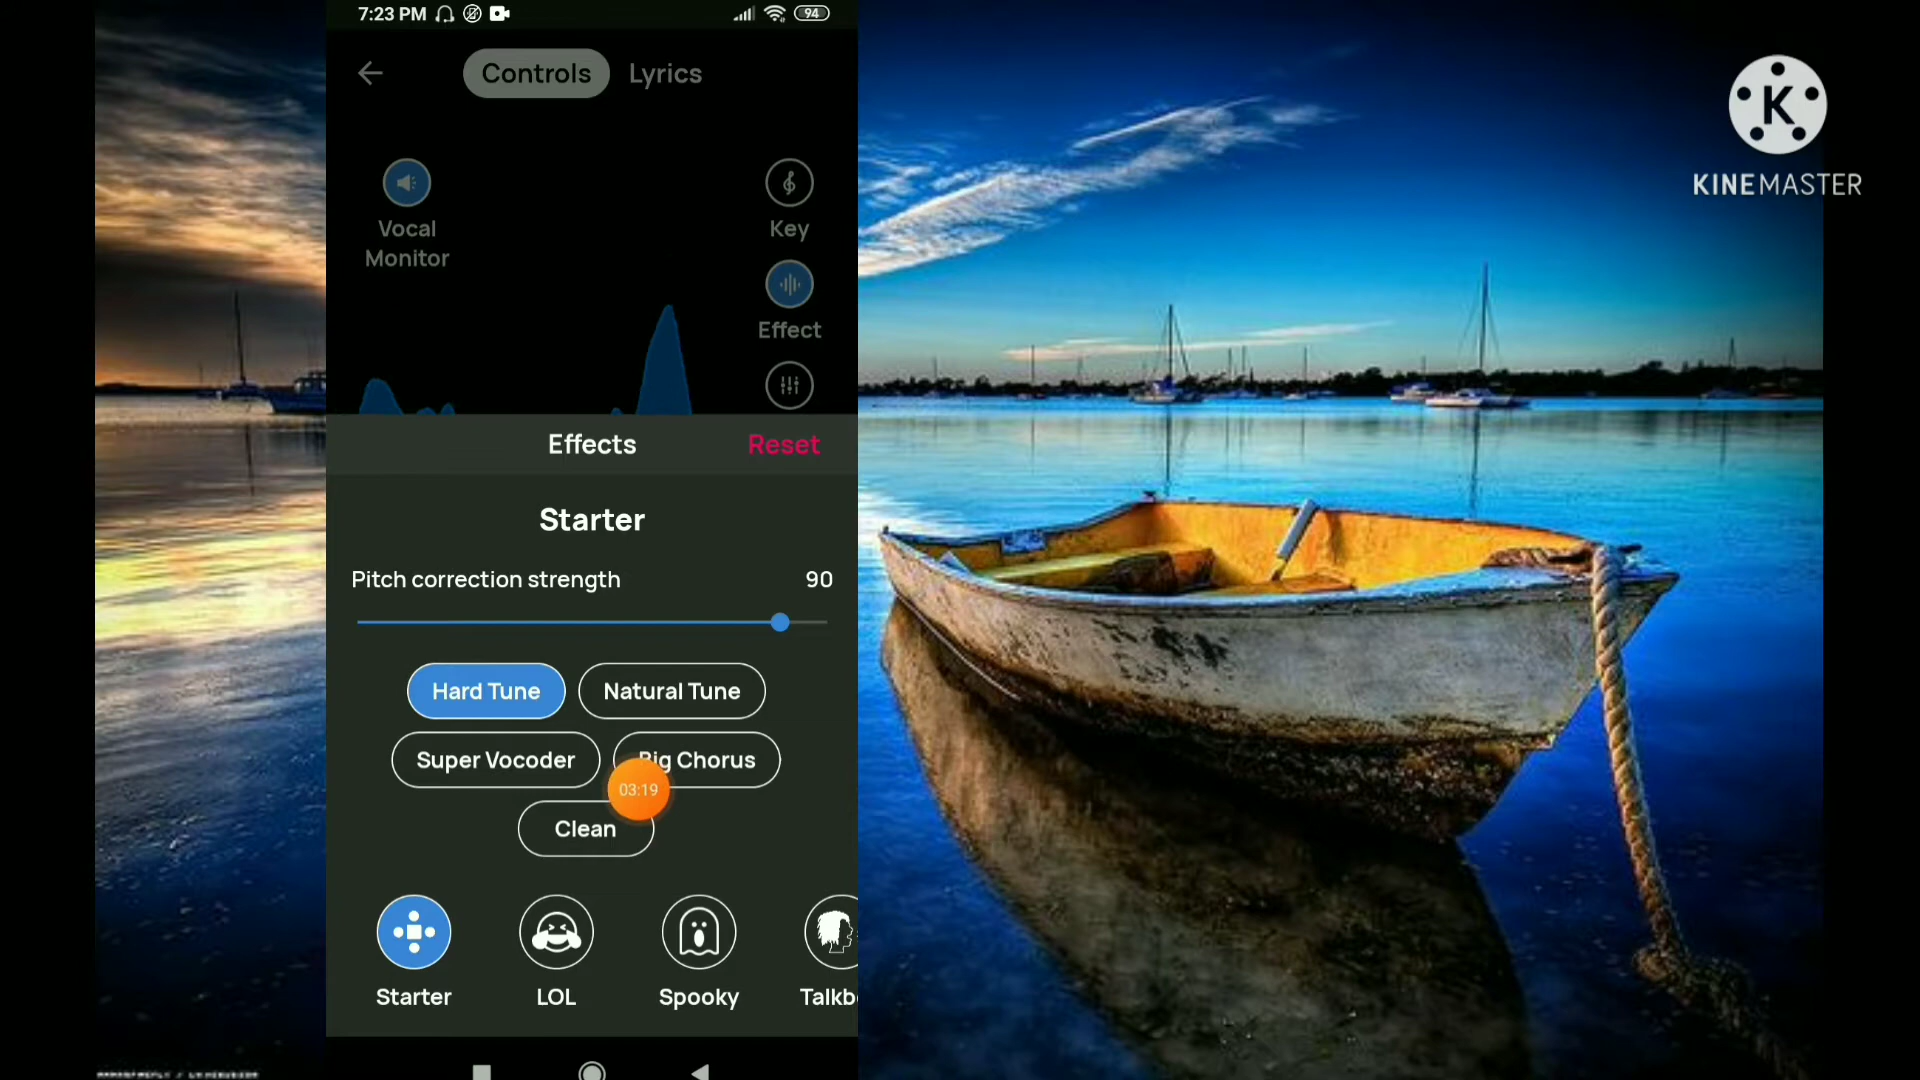 7:23 PM
94
Controls
Lyrics
K
KINEMASTER
Vocal
Monitor
Key
Effect
Effects
Reset
Starter
Pitch correction strength
90
Hard Tune
Natural Tune
Super Vocoder
Big Chorus
03:19
Clean
Starter
LOL
Spooky
Talkb